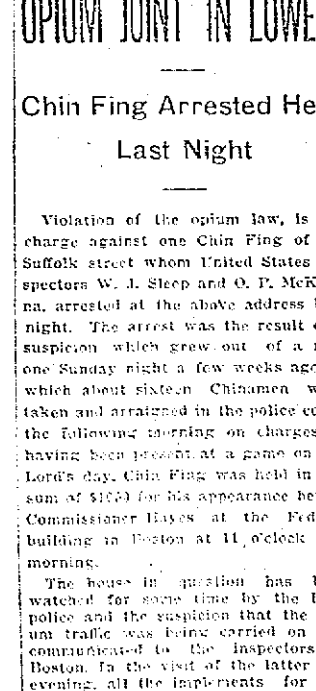 OPIUM JOINT IN LOWE
Chin Fing Arrested He
Last Night
Violation of the opium law, is
charge against one Chin Fing of
Suffolk street whom United States
spectors W. J. Sleep and O. P. McK
na, arrested at the above address l
night. The arrest was the result o
suspicion which grew out of a r
one Sunday night a few weeks ago
which about sixteen Chinamen w
taken and arraigned in the police co
the following morning on charges
having been present at a game on
Lord's day. Chin Fing was held in
sum of for his appearance be
Commissioner Hayes at the Fed
building in Boston at 11 o'clock
morning.
The house in question has b
watched for some time by the
police and the suspicion that the
um traffic was being carried on
communicated to the inspectors
Boston. In the visit of the latter
evening, all the implements for